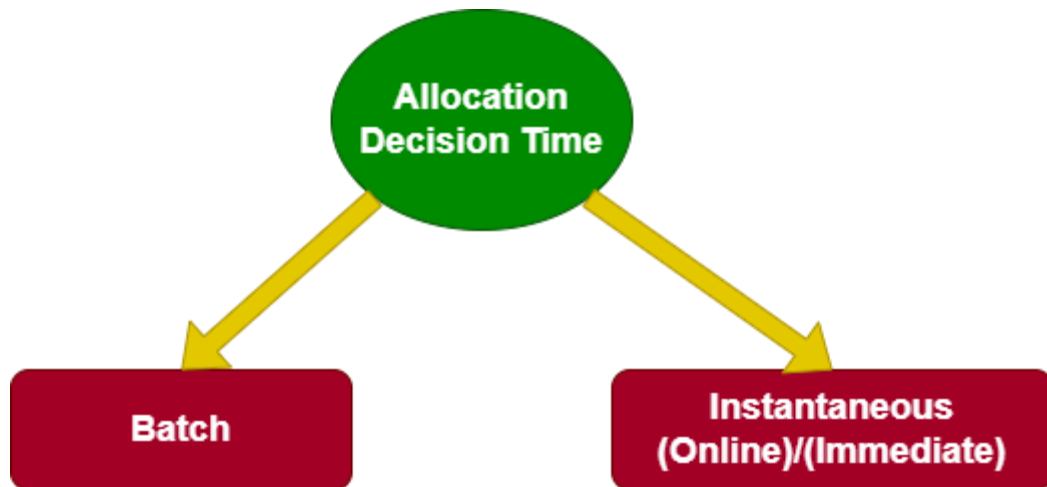 Allocation
Decision Time
Batch
Instantaneous
(Online)/(Immediate)